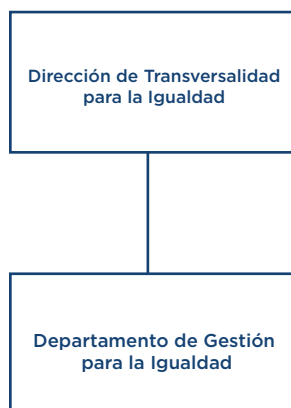 Dirección de Transversalidad
para la Igualdad
Departamento de Gestión
para la Igualdad